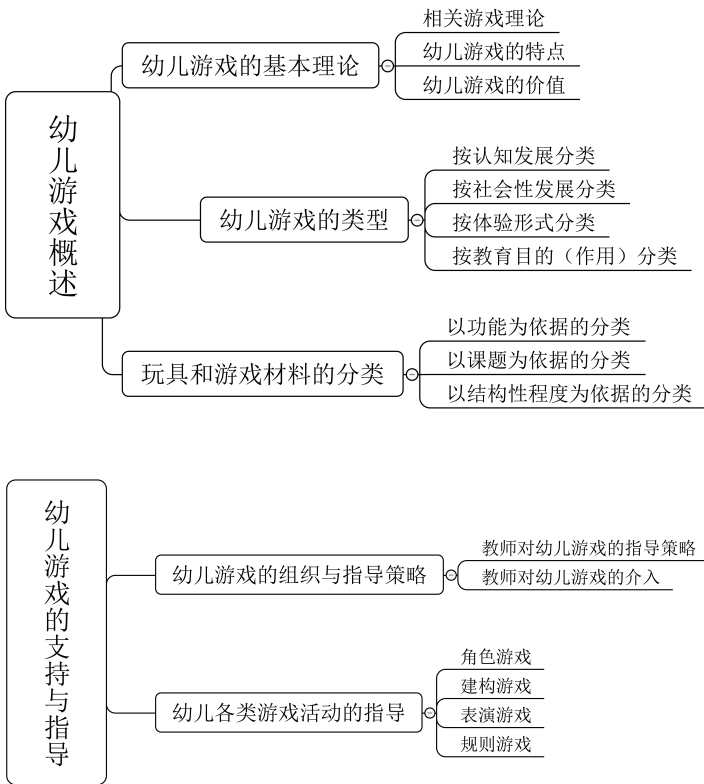 幼儿游戏概述
幼儿游戏的基本理论
相关游戏理论
幼儿游戏的特点
幼儿游戏的价值
幼儿游戏的类型
按认知发展分类
按社会性发展分类
按体验形式分类
按教育目的（作用）分类
玩具和游戏材料的分类
以功能为依据的分类
以课题为依据的分类
以结构性程度为依据的分类
幼儿游戏的支持与指导
幼儿游戏的组织与指导策略
教师对幼儿游戏的指导策略
教师对幼儿游戏的介入
幼儿各类游戏活动的指导
角色游戏
建构游戏
表演游戏
规则游戏